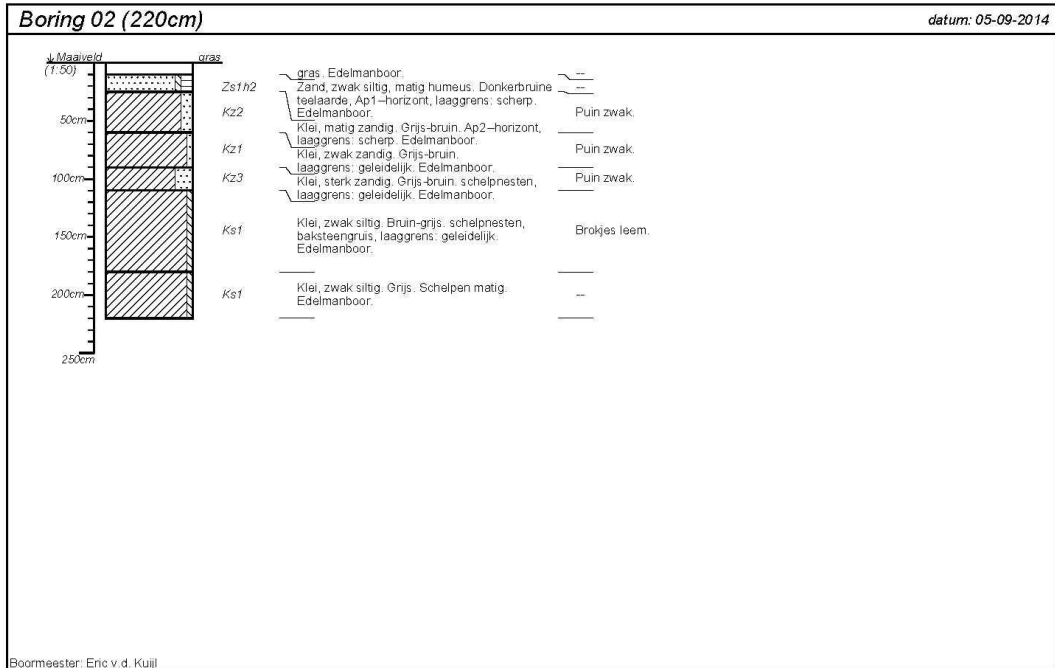 Boring 02 (220cm)
datum: 05-09-2014
↓ Maaiveld
gras
(1:50)
gras. Edelmanboor.
--
Zs1h2
Zand, zwak siltig, matig humeus. Donkerbruine
teelaarde, Ap1-horizont, laaggrens: scherp.
Edelmanboor.
--
50cm
Kz2
Klei, matig zandig. Grijs-bruin. Ap2-horizont,
laaggrens: scherp. Edelmanboor.
Puin zwak.
Kz1
Klei, zwak zandig. Grijs-bruin.
laaggrens: geleidelijk. Edelmanboor.
Puin zwak.
100cm
Kz3
Klei, sterk zandig. Grijs-bruin. schelpnesten,
laaggrens: geleidelijk. Edelmanboor.
Puin zwak.
150cm
Ks1
Klei, zwak siltig. Bruin-grijs. schelpnesten,
baksteengruis, laaggrens: geleidelijk.
Edelmanboor.
Brokjes leem.
200cm
Ks1
Klei, zwak siltig. Grijs. Schelpen matig.
Edelmanboor.
--
250cm
Boormeester: Eric v.d. Kuijl